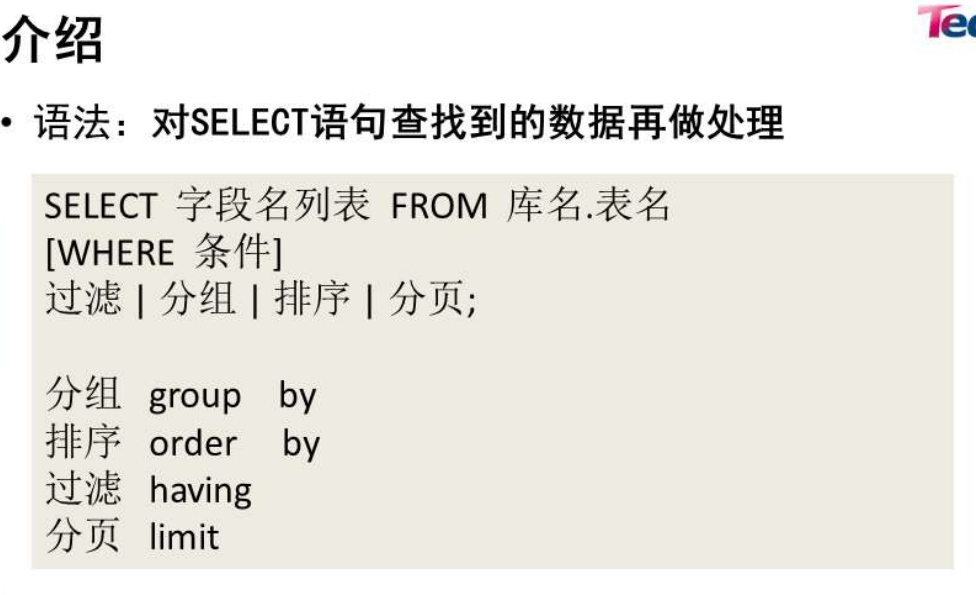 介绍
• 语法：对SELECT语句查找到的数据再做处理
SELECT 字段名列表 FROM 库名.表名
[WHERE 条件]
过滤 | 分组 | 排序 | 分页;
分组 group by
排序 order by
过滤 having
分页 limit